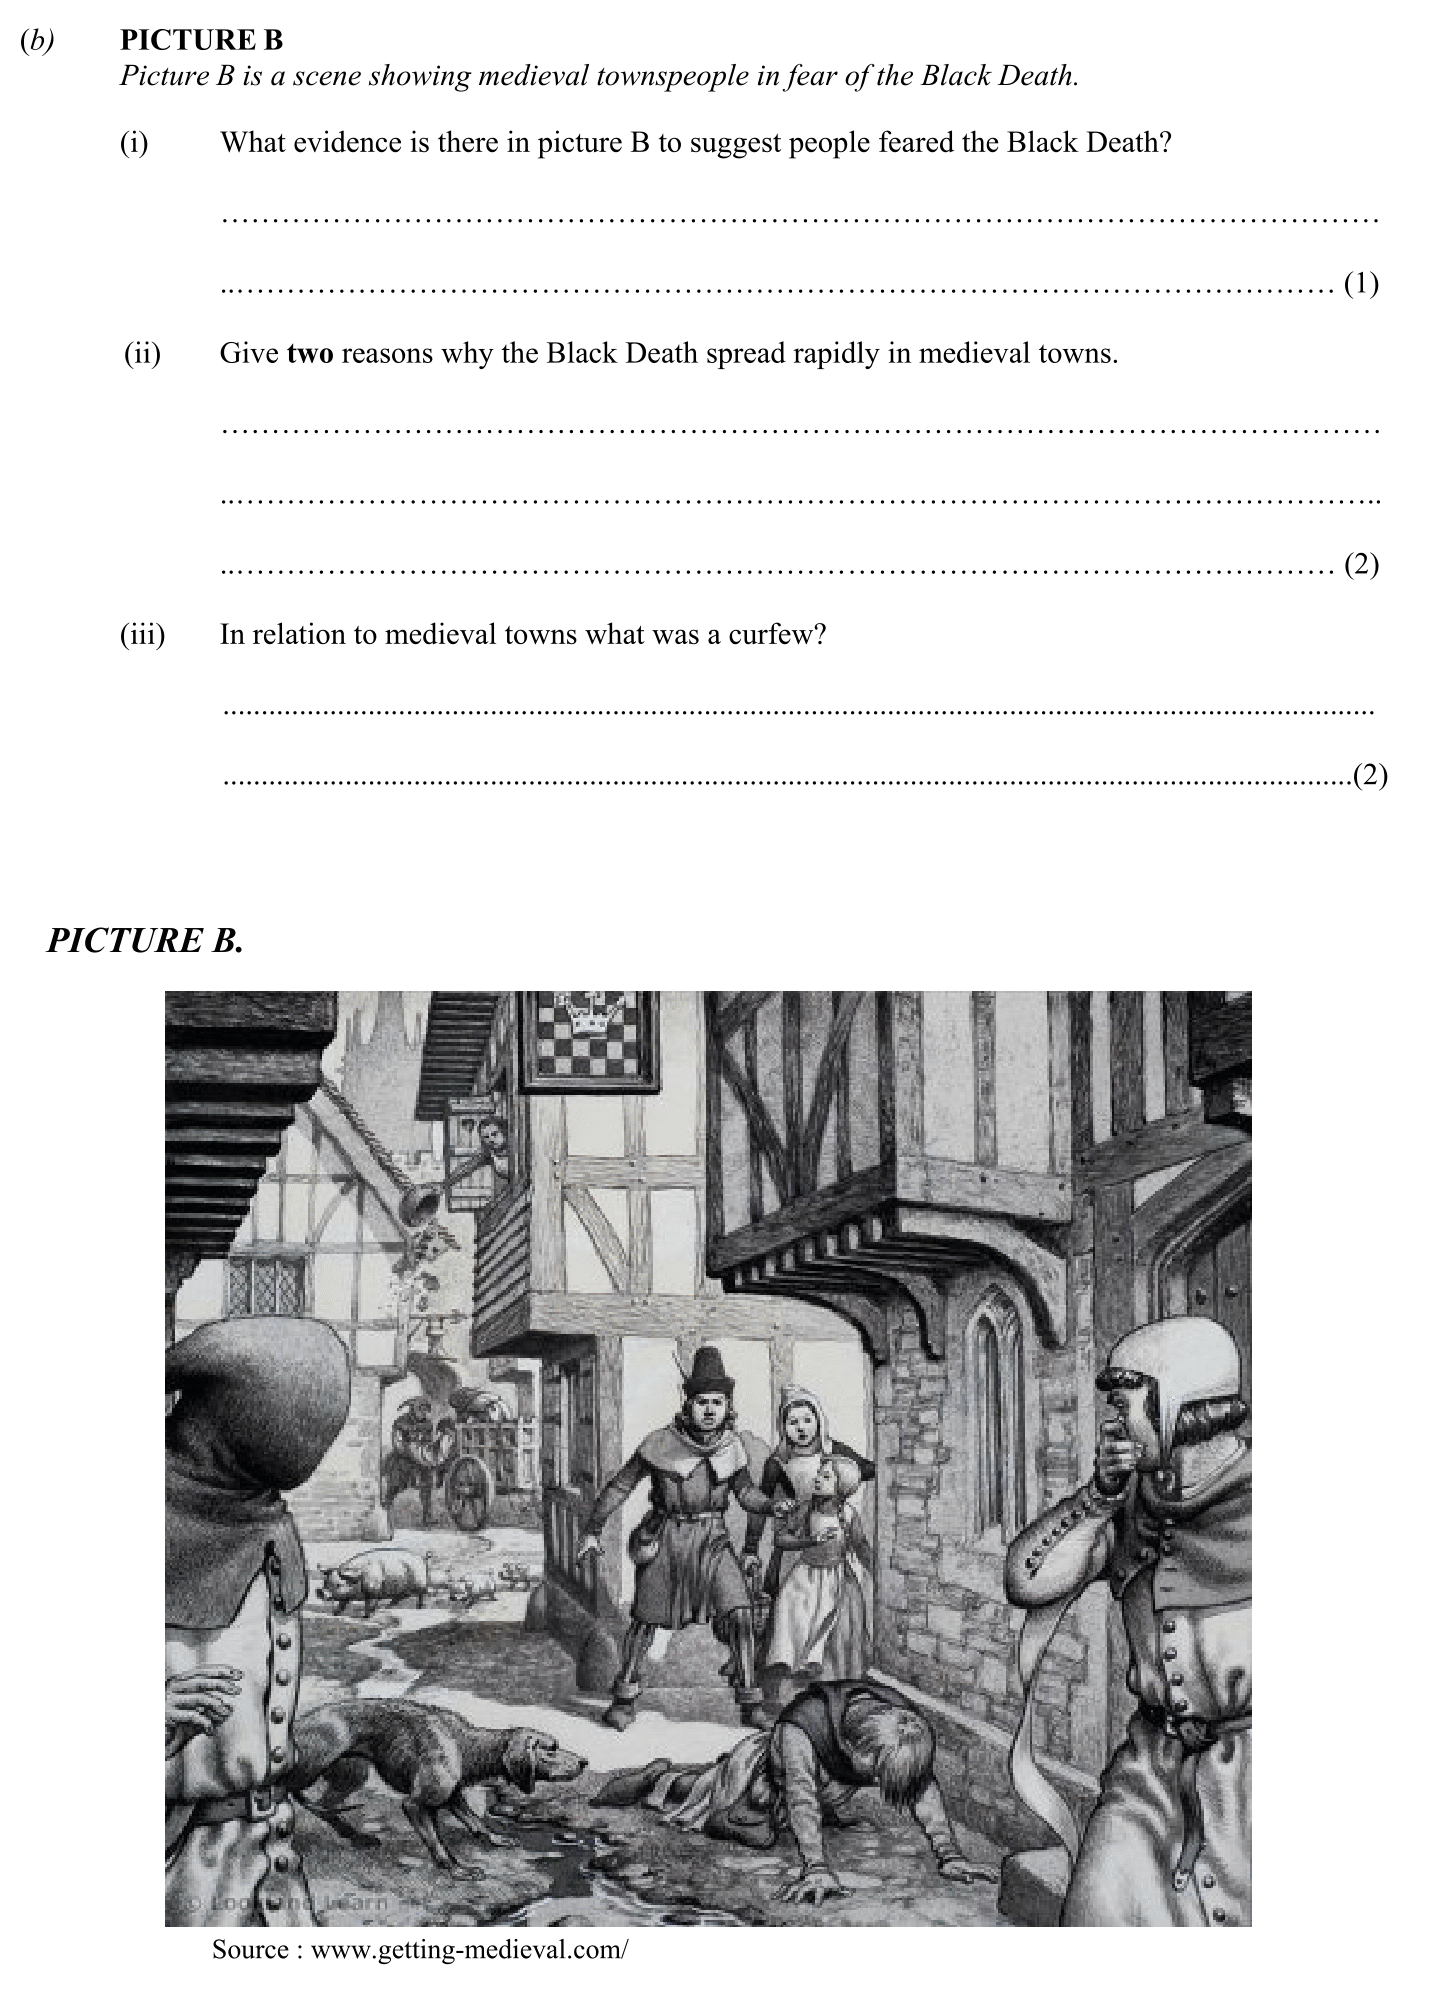 (b) PICTURE B
Picture B is a scene showing medieval townspeople in fear of the Black Death.
(i) What evidence is there in picture B to suggest people feared the Black Death?
……………………………………………………………………………………………………
..………………………………………………………………………………………………… (1)
(ii) Give two reasons why the Black Death spread rapidly in medieval towns.
……………………………………………………………………………………………………
..…………………………………………………………………………………………………..
..………………………………………………………………………………………………… (2)
(iii) In relation to medieval towns what was a curfew?
......................................................................................................................................................
...................................................................................................................................................(2)
PICTURE B.
© Look and Learn
Source : www.getting-medieval.com/